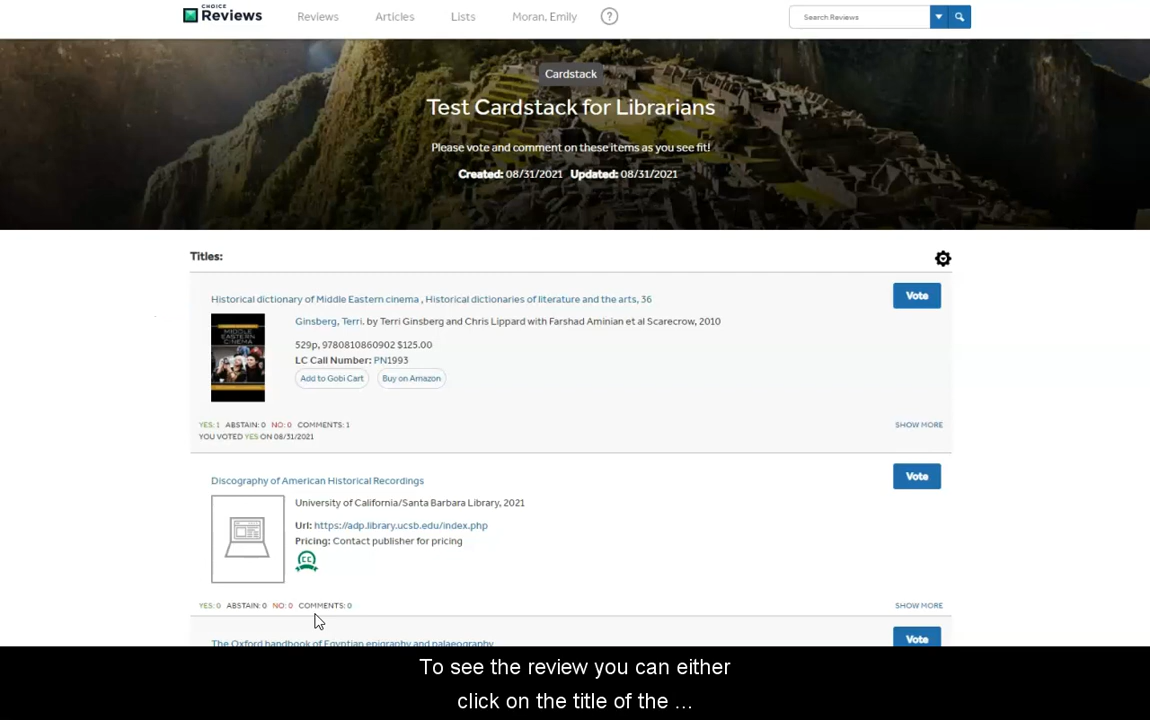 CHOICE
Reviews
Reviews
Articles
Lists
Moran, Emily
?
Search Reviews
Cardstack
Test Cardstack for Librarians
Please vote and comment on these items as you see fit!
Created: 08/31/2021 Updated: 08/31/2021
Titles:
Historical dictionary of Middle Eastern cinema , Historical dictionaries of literature and the arts, 36
Vote
MIDDLE
EASTERN
CINEMA
Ginsberg, Terri. by Terri Ginsberg and Chris Lippard with Farshad Aminian et al Scarecrow, 2010
529p, 9780810860902 $125.00
LC Call Number: PN1993
Add to Gobi Cart
Buy on Amazon
YES: 1 ABSTAIN: 0 NO: 0 COMMENTS: 1
SHOW MORE
YOU VOTED YES ON 08/31/2021
Discography of American Historical Recordings
Vote
University of California/Santa Barbara Library, 2021
Url: https://adp.library.ucsb.edu/index.php
Pricing: Contact publisher for pricing
CC
YES: 0 ABSTAIN: 0 NO: 0 COMMENTS: 0
SHOW MORE
The Oxford handbook of Egyptian epigraphy and palaeography
Vote
To see the review you can either
click on the title of the ...